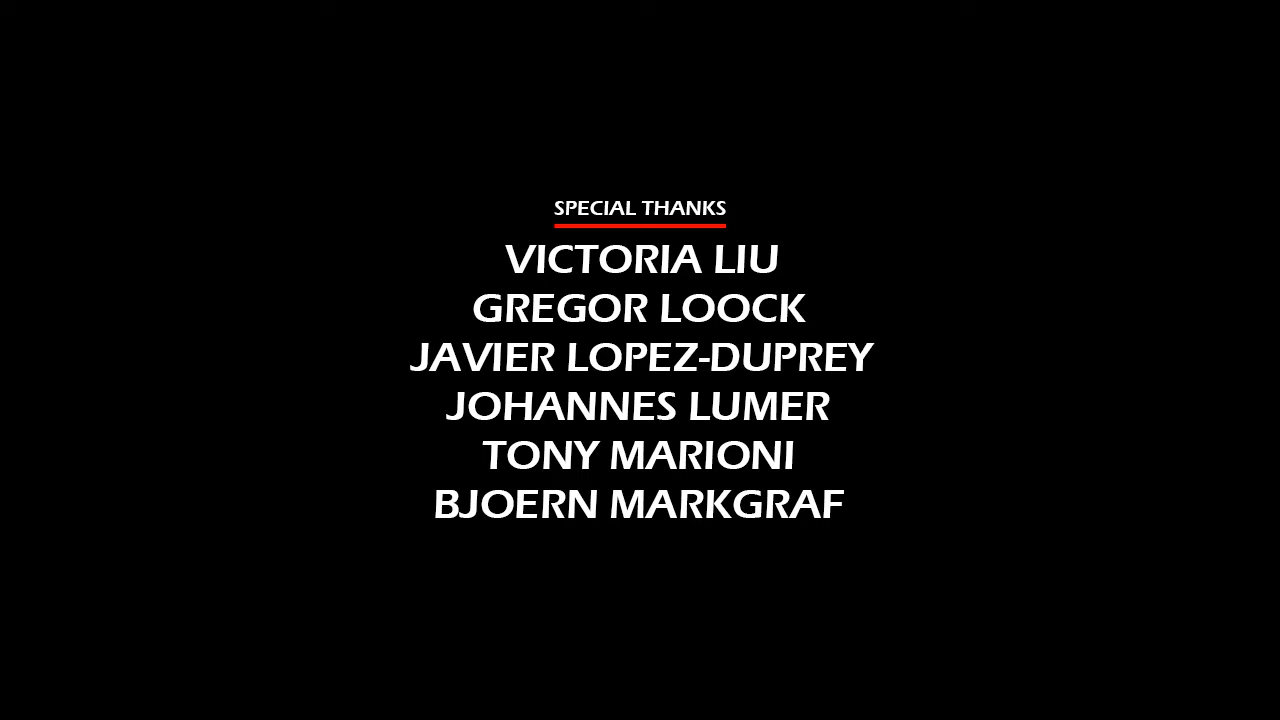 SPECIAL THANKS
VICTORIA LIU
GREGOR LOOCK
JAVIER LOPEZ-DUPREY
JOHANNES LUMER
TONY MARIONI
BJOERN MARKGRAF